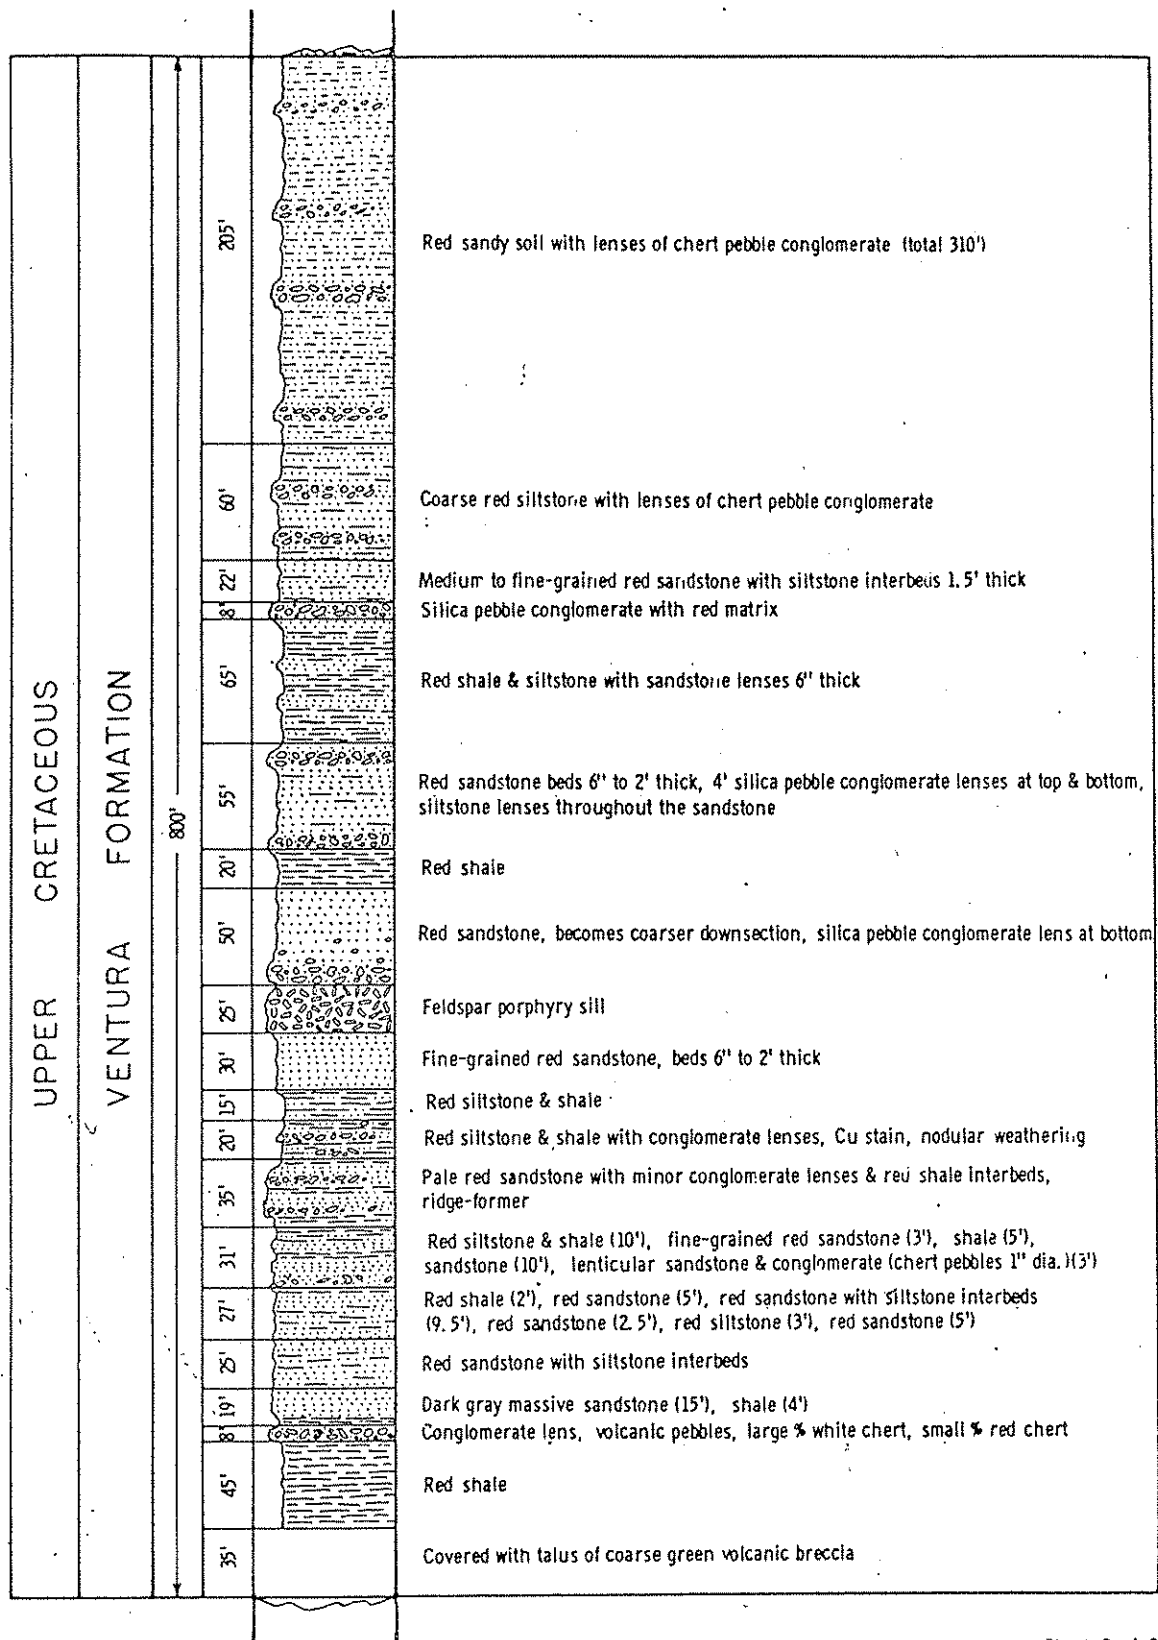 UPPER CRETACEOUS
VENTURA FORMATION
800'
205'
Red sandy soil with lenses of chert pebble conglomerate (total 310')
60'
Coarse red siltstone with lenses of chert pebble conglomerate
22'
Medium to fine-grained red sandstone with siltstone interbeds 1.5' thick
8'
Silica pebble conglomerate with red matrix
65'
Red shale & siltstone with sandstone lenses 6" thick
55'
Red sandstone beds 6" to 2' thick, 4' silica pebble conglomerate lenses at top & bottom,
siltstone lenses throughout the sandstone
20'
Red shale
50'
Red sandstone, becomes coarser downsection, silica pebble conglomerate lens at bottom
25'
Feldspar porphyry sill
30'
Fine-grained red sandstone, beds 6" to 2' thick
15'
Red siltstone & shale
20'
Red siltstone & shale with conglomerate lenses, Cu stain, nodular weathering
35'
Pale red sandstone with minor conglomerate lenses & red shale interbeds,
ridge-former
31'
Red siltstone & shale (10'), fine-grained red sandstone (3'), shale (5'),
sandstone (10'), lenticular sandstone & conglomerate (chert pebbles 1" dia.)(3')
27'
Red shale (2'), red sandstone (5'), red sandstone with siltstone interbeds
(9.5'), red sandstone (2.5'), red siltstone (3'), red sandstone (5')
25'
Red sandstone with siltstone interbeds
19'
Dark gray massive sandstone (15'), shale (4')
8'
Conglomerate lens, volcanic pebbles, large % white chert, small % red chert
45'
Red shale
35'
Covered with talus of coarse green volcanic breccia